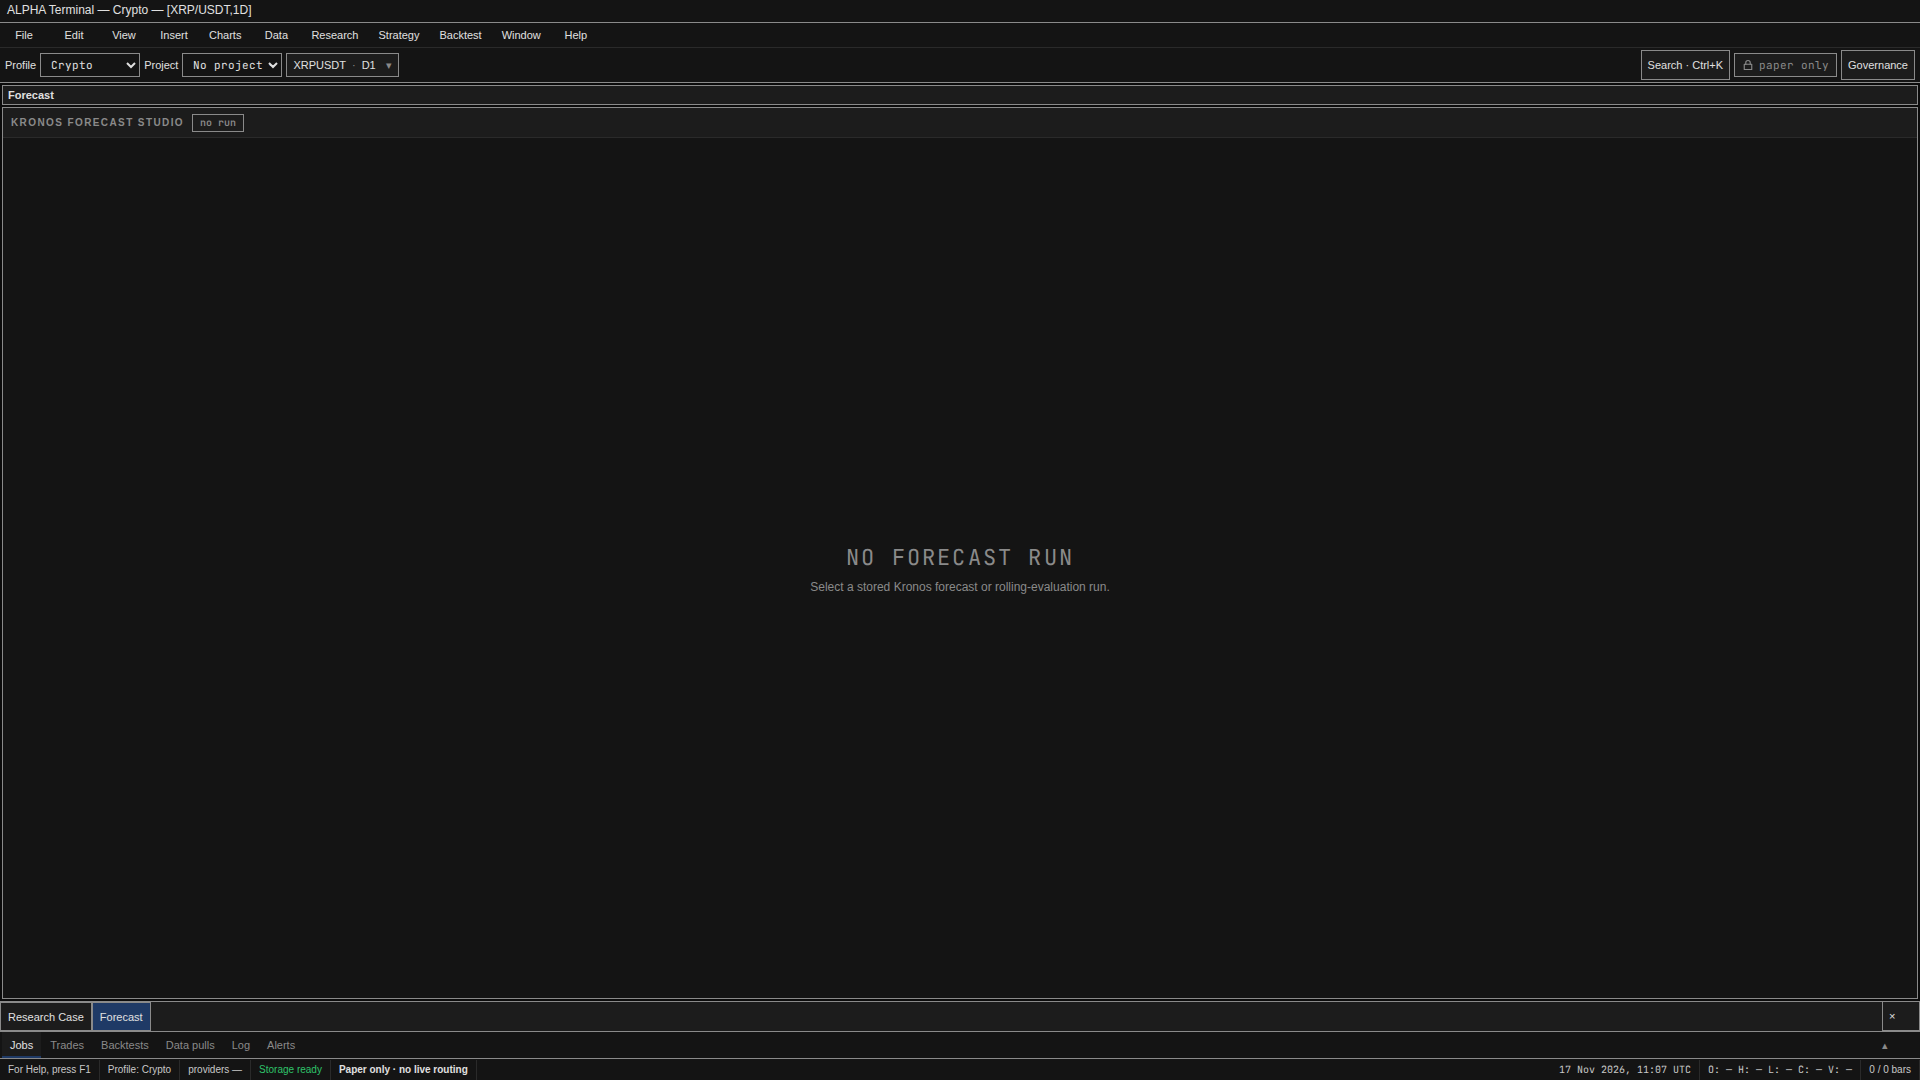 ALPHA Terminal — Crypto — [XRP/USDT,1D]
File Edit View Insert Charts Data Research Strategy Backtest Window Help
Profile Crypto Project No project XRPUSDT · D1 ▾ Search · Ctrl+K paper only Governance
Forecast
KRONOS FORECAST STUDIO no run
NO FORECAST RUN
Select a stored Kronos forecast or rolling-evaluation run.
Research Case Forecast ×
Jobs Trades Backtests Data pulls Log Alerts ▴
For Help, press F1 Profile: Crypto providers — Storage ready Paper only · no live routing 17 Nov 2026, 11:07 UTC O: — H: — L: — C: — V: — 0 / 0 bars